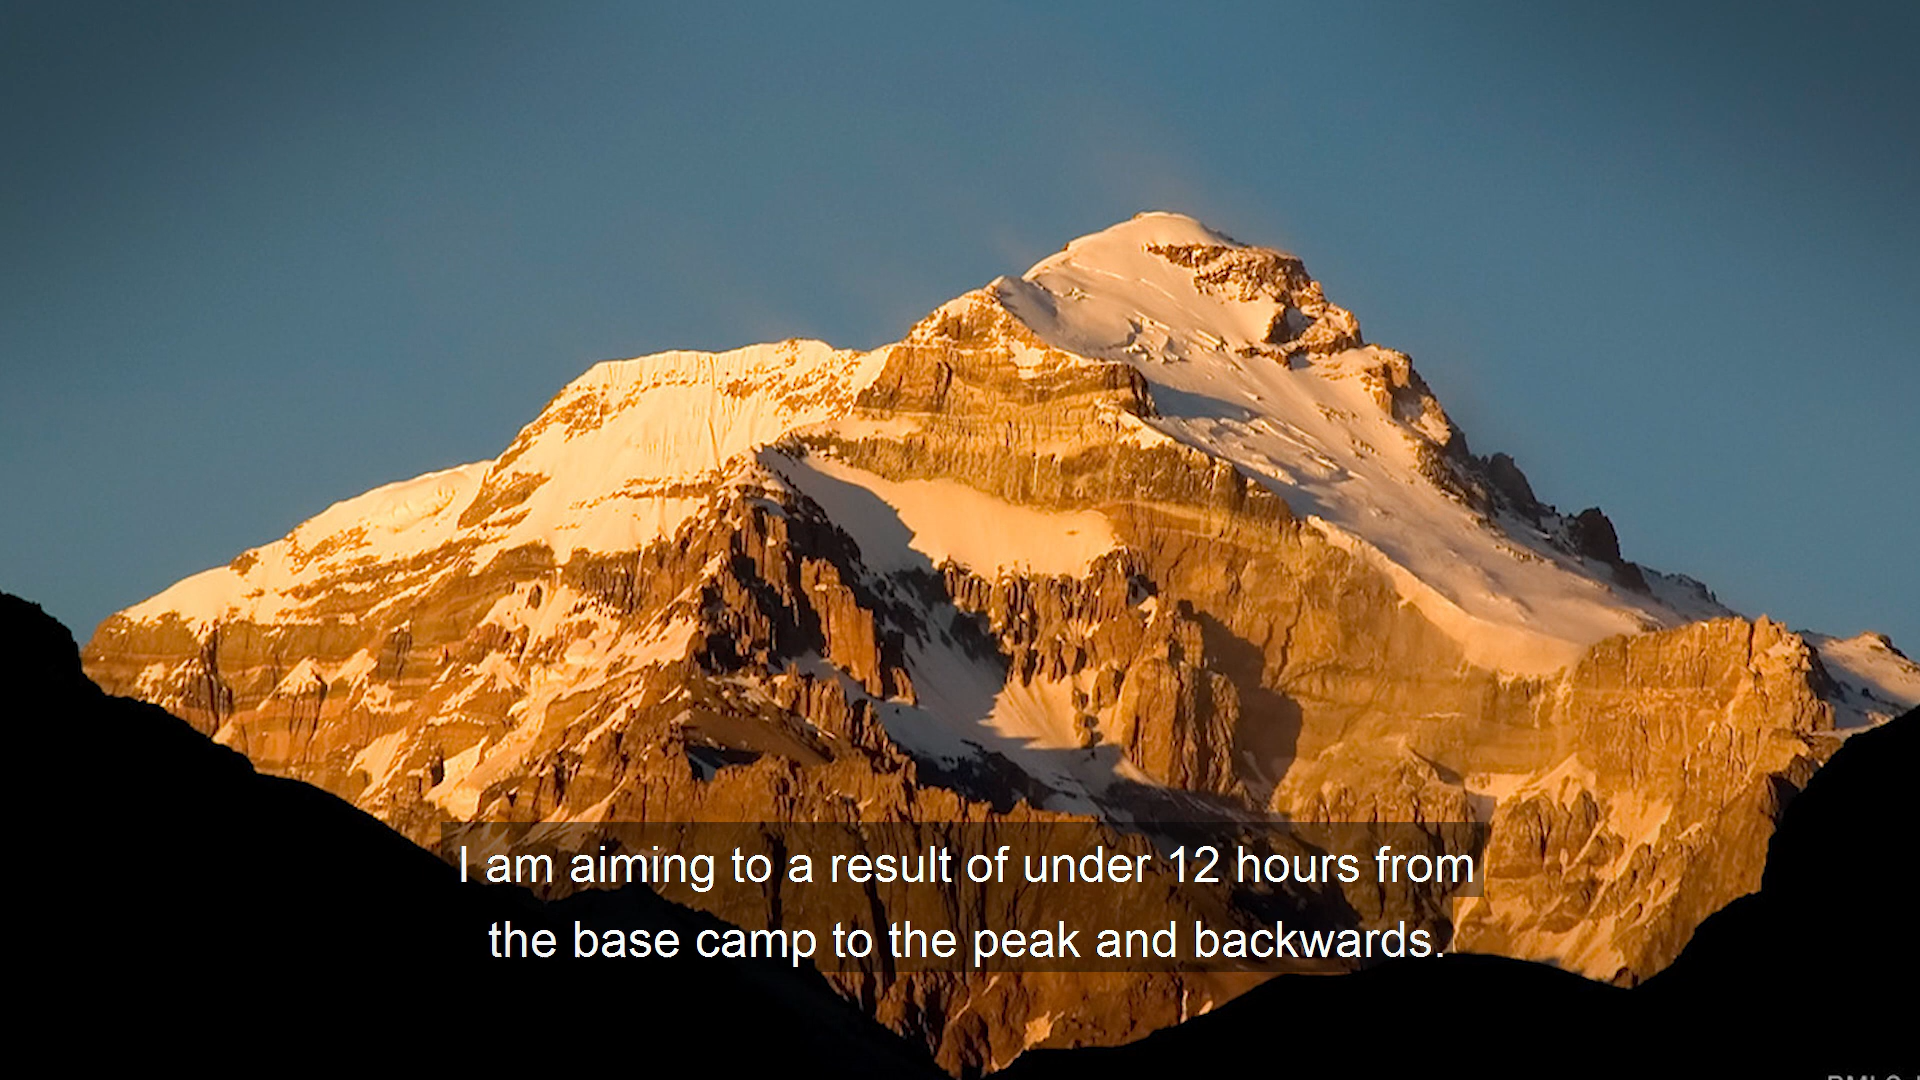 I am aiming to a result of under 12 hours from
the base camp to the peak and backwards.